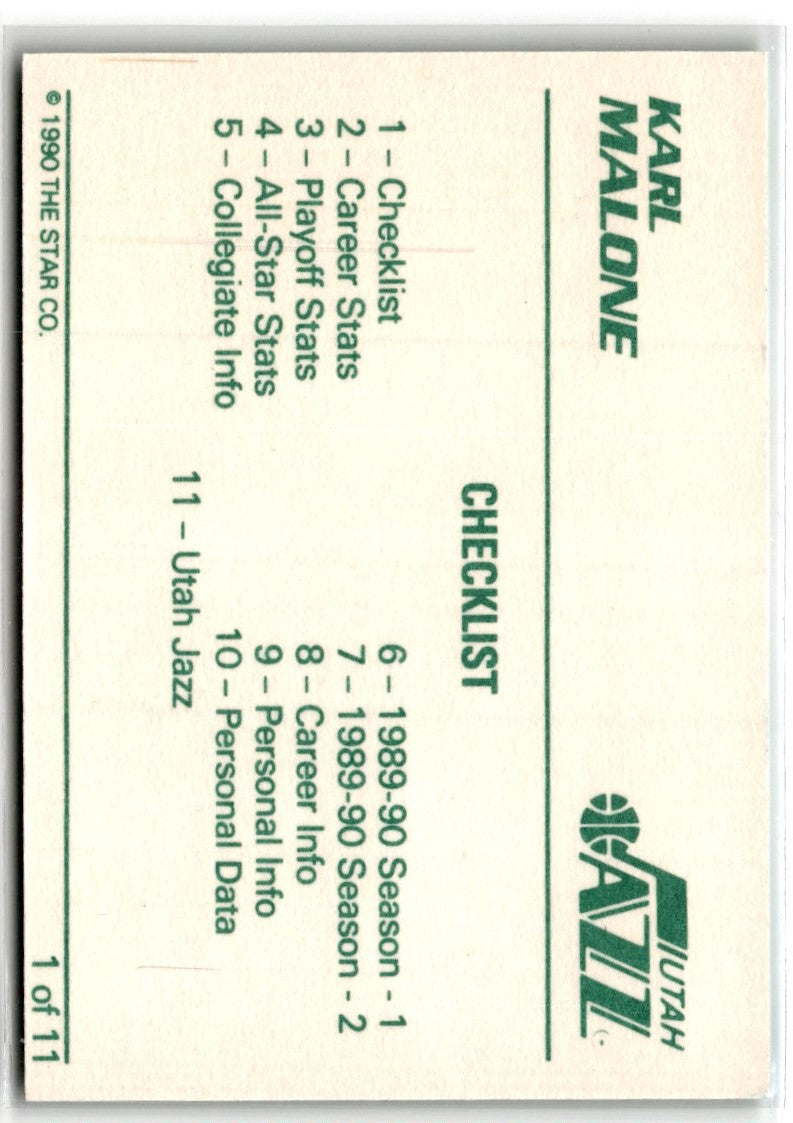 KARL
MALONE
UTAH
JAZZ
CHECKLIST
1 – Checklist
2 – Career Stats
3 – Playoff Stats
4 – All-Star Stats
5 – Collegiate Info
6 – 1989-90 Season - 1
7 – 1989-90 Season - 2
8 – Career Info
9 – Personal Info
10 – Personal Data
11 – Utah Jazz
© 1990 THE STAR CO.
1 of 11